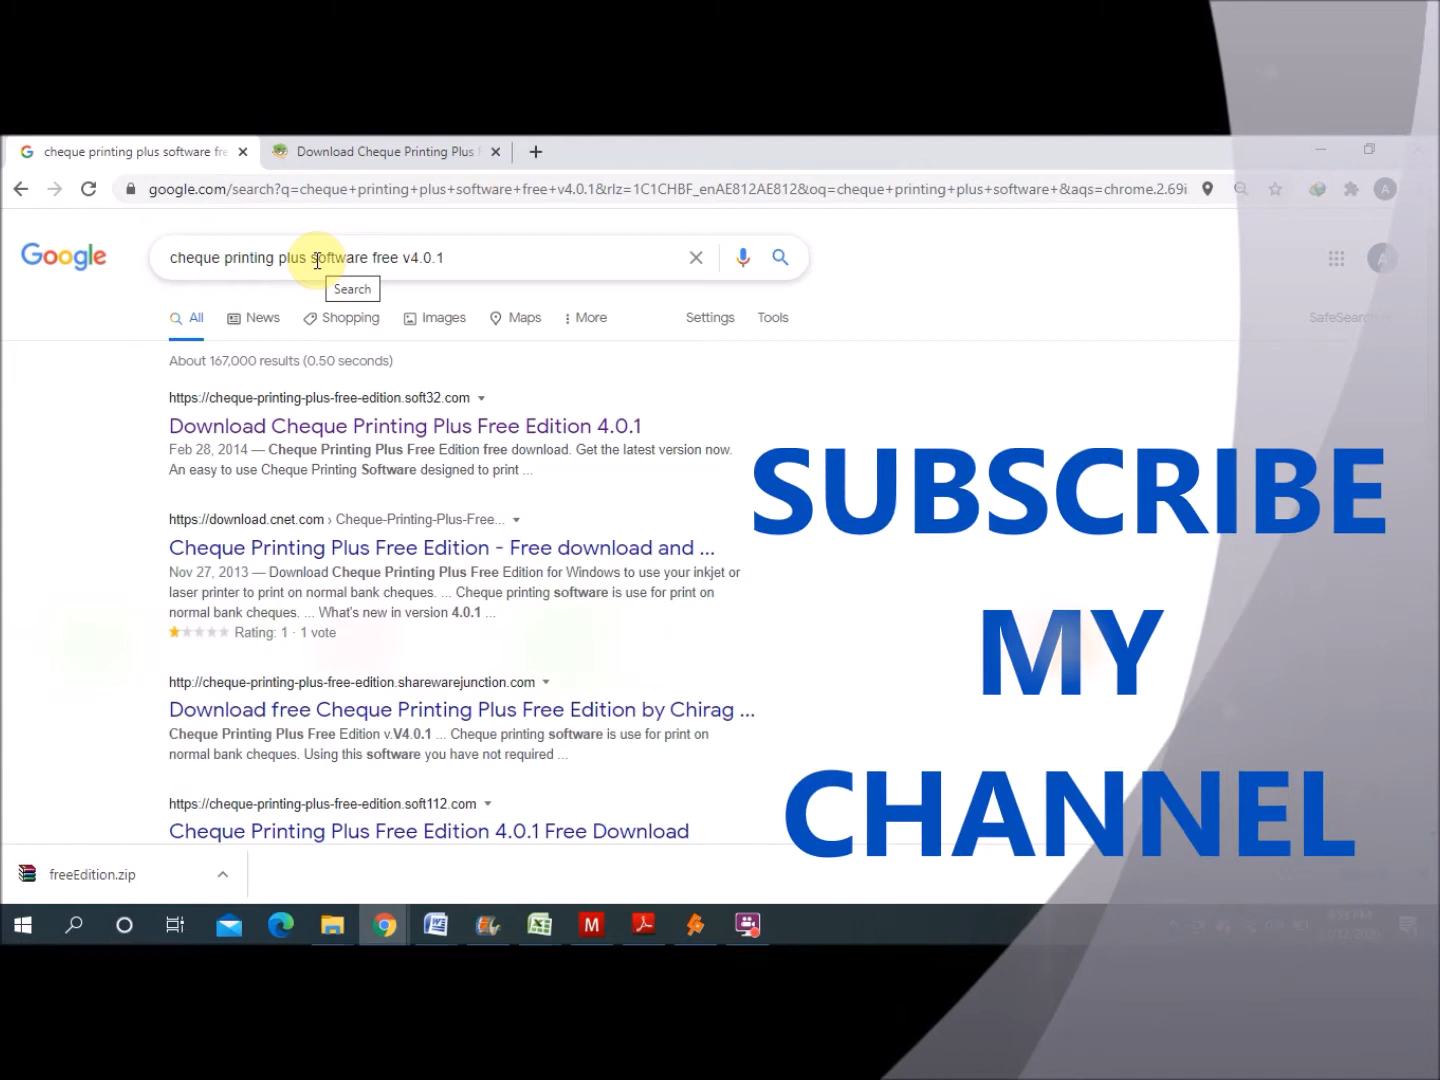 cheque printing plus software fre
Download Cheque Printing Plus F
google.com/search?q=cheque+printing+plus+software+free+v4.0.1&rlz=1C1CHBF_enAE812AE812&oq=cheque+printing+plus+software+&aqs=chrome.2.69i
A
Google
cheque printing plus software free v4.0.1
A
Search
All
News
Shopping
Images
Maps
More
Settings
Tools
SafeSearch
About 167,000 results (0.50 seconds)
https://cheque-printing-plus-free-edition.soft32.com
Download Cheque Printing Plus Free Edition 4.0.1
Feb 28, 2014 — Cheque Printing Plus Free Edition free download. Get the latest version now.
An easy to use Cheque Printing Software designed to print ...
https://download.cnet.com › Cheque-Printing-Plus-Free...
Cheque Printing Plus Free Edition - Free download and ...
Nov 27, 2013 — Download Cheque Printing Plus Free Edition for Windows to use your inkjet or
laser printer to print on normal bank cheques. ... Cheque printing software is use for print on
normal bank cheques. ... What's new in version 4.0.1 ...
Rating: 1 · 1 vote
http://cheque-printing-plus-free-edition.sharewarejunction.com
Download free Cheque Printing Plus Free Edition by Chirag ...
Cheque Printing Plus Free Edition v.V4.0.1 ... Cheque printing software is use for print on
normal bank cheques. Using this software you have not required ...
https://cheque-printing-plus-free-edition.soft112.com
Cheque Printing Plus Free Edition 4.0.1 Free Download
SUBSCRIBE
MY
CHANNEL
freeEdition.zip